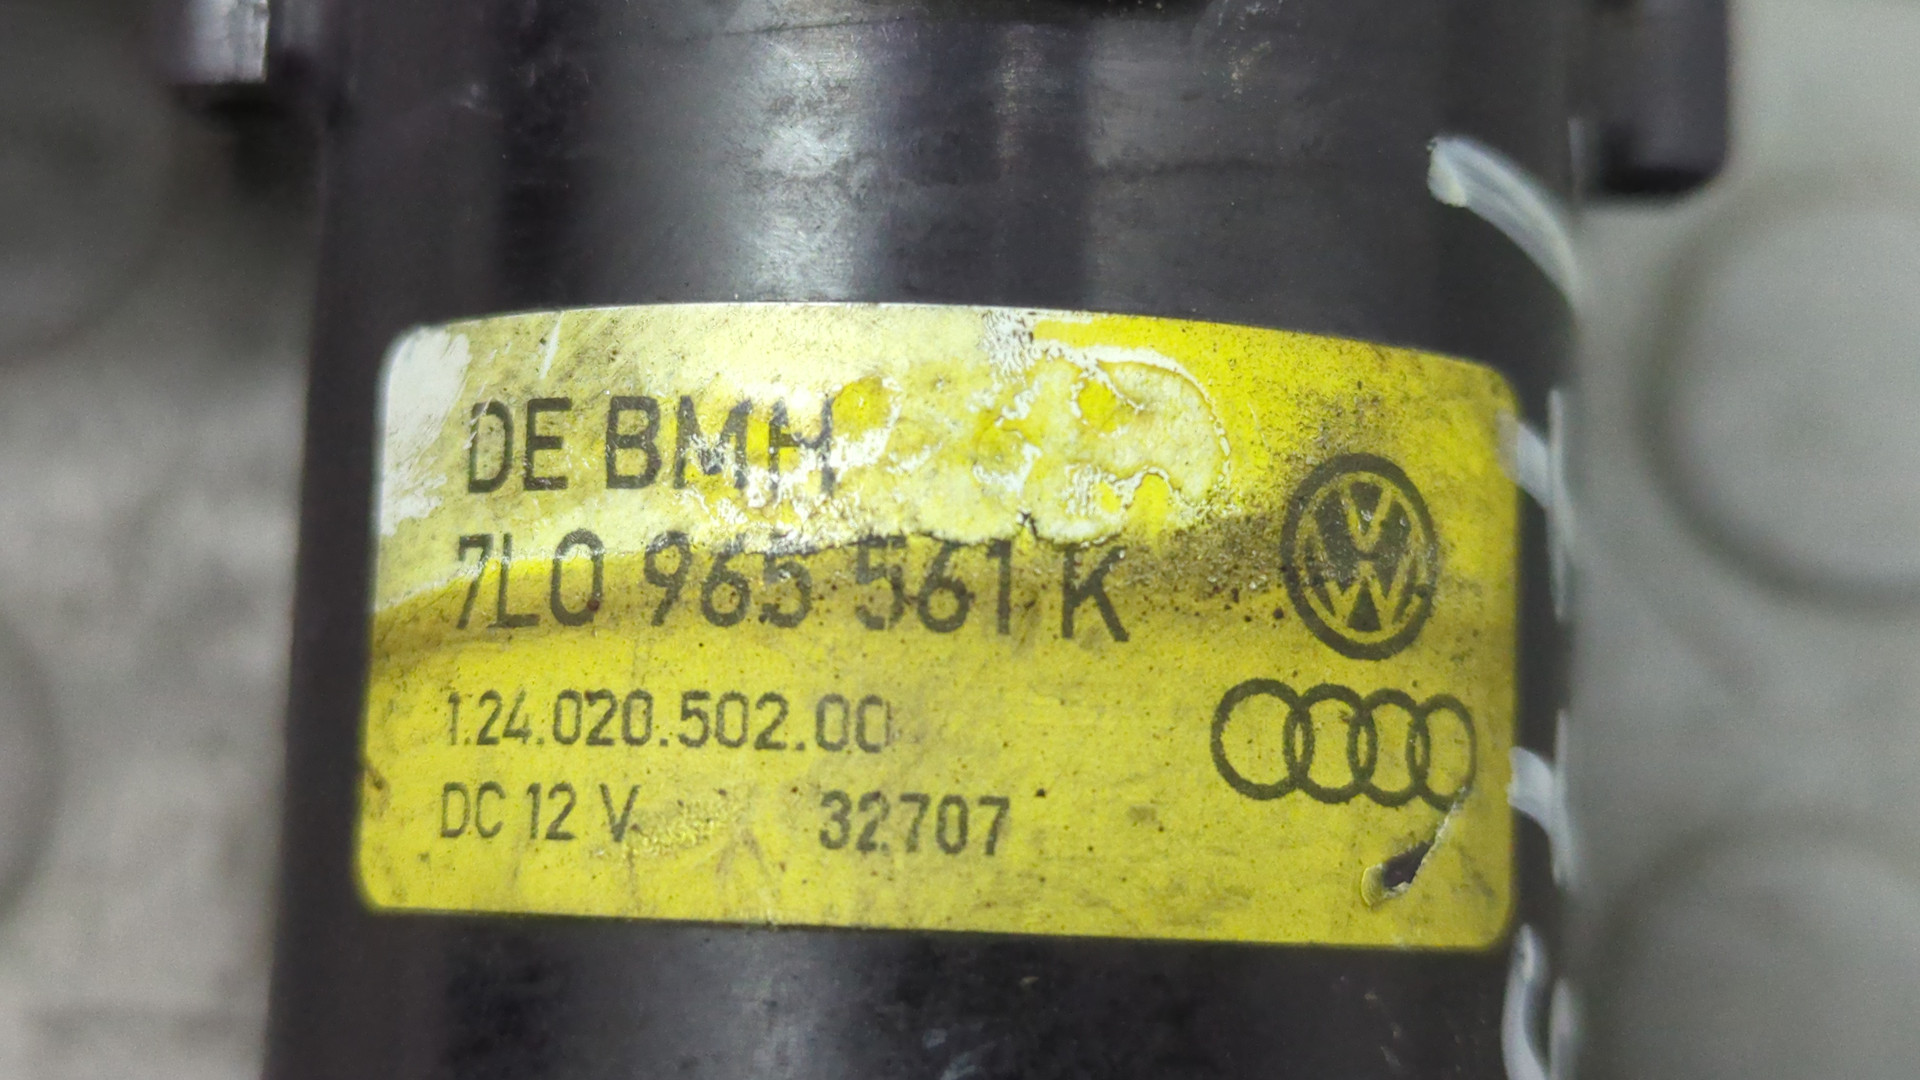 DE BMH
7L0 965 561 K
1.24.020.502.00
DC 12 V 32707